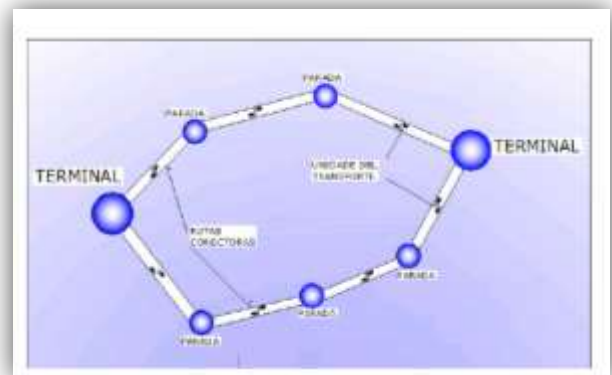 PARADA
PARADA
TERMINAL
TERMINAL
UNIDADE DEL
TRANSPORTE
RUTAS
CONECTORAS
PARADA
PARADA
PARADA